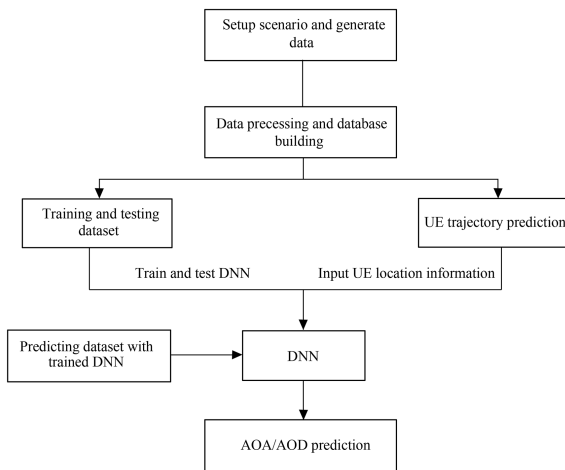 Setup scenario and generate
data
Data precessing and database
building
Training and testing
dataset
UE trajectory prediction
Train and test DNN
Input UE location information
Predicting dataset with
trained DNN
DNN
AOA/AOD prediction